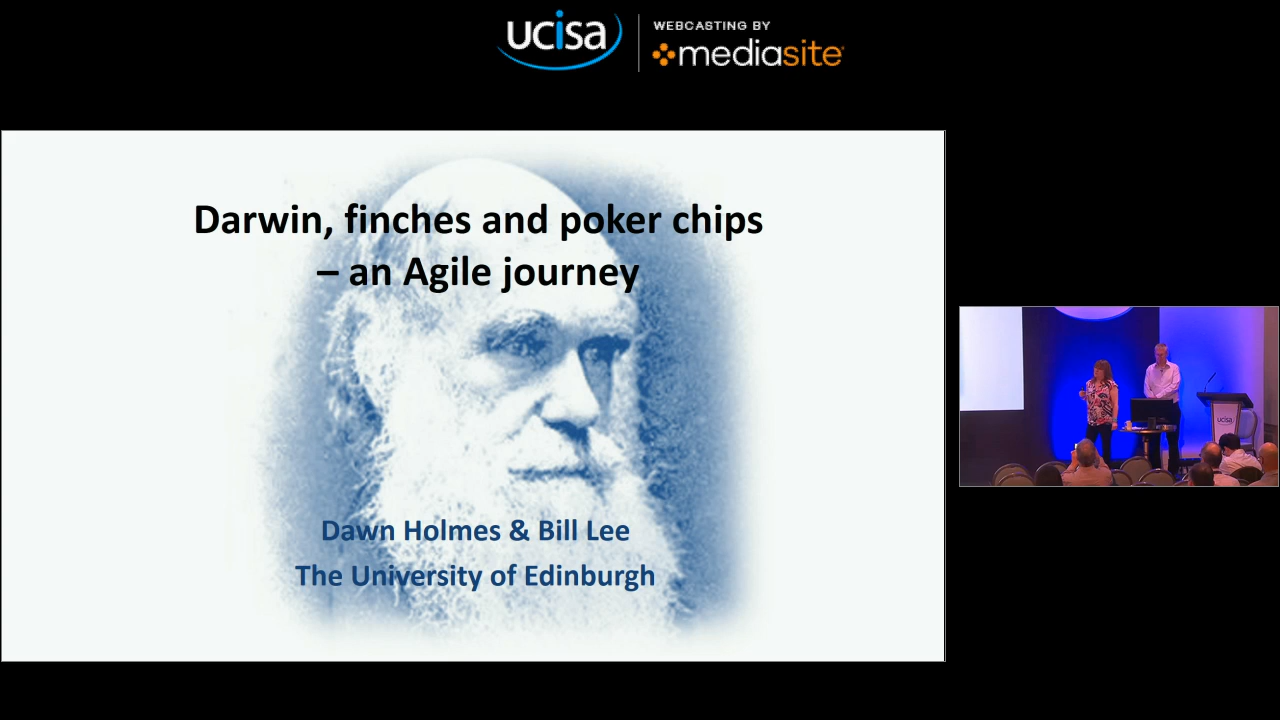 ucisa
WEBCASTING BY
mediasite
Darwin, finches and poker chips
– an Agile journey
Dawn Holmes & Bill Lee
The University of Edinburgh
ucisa